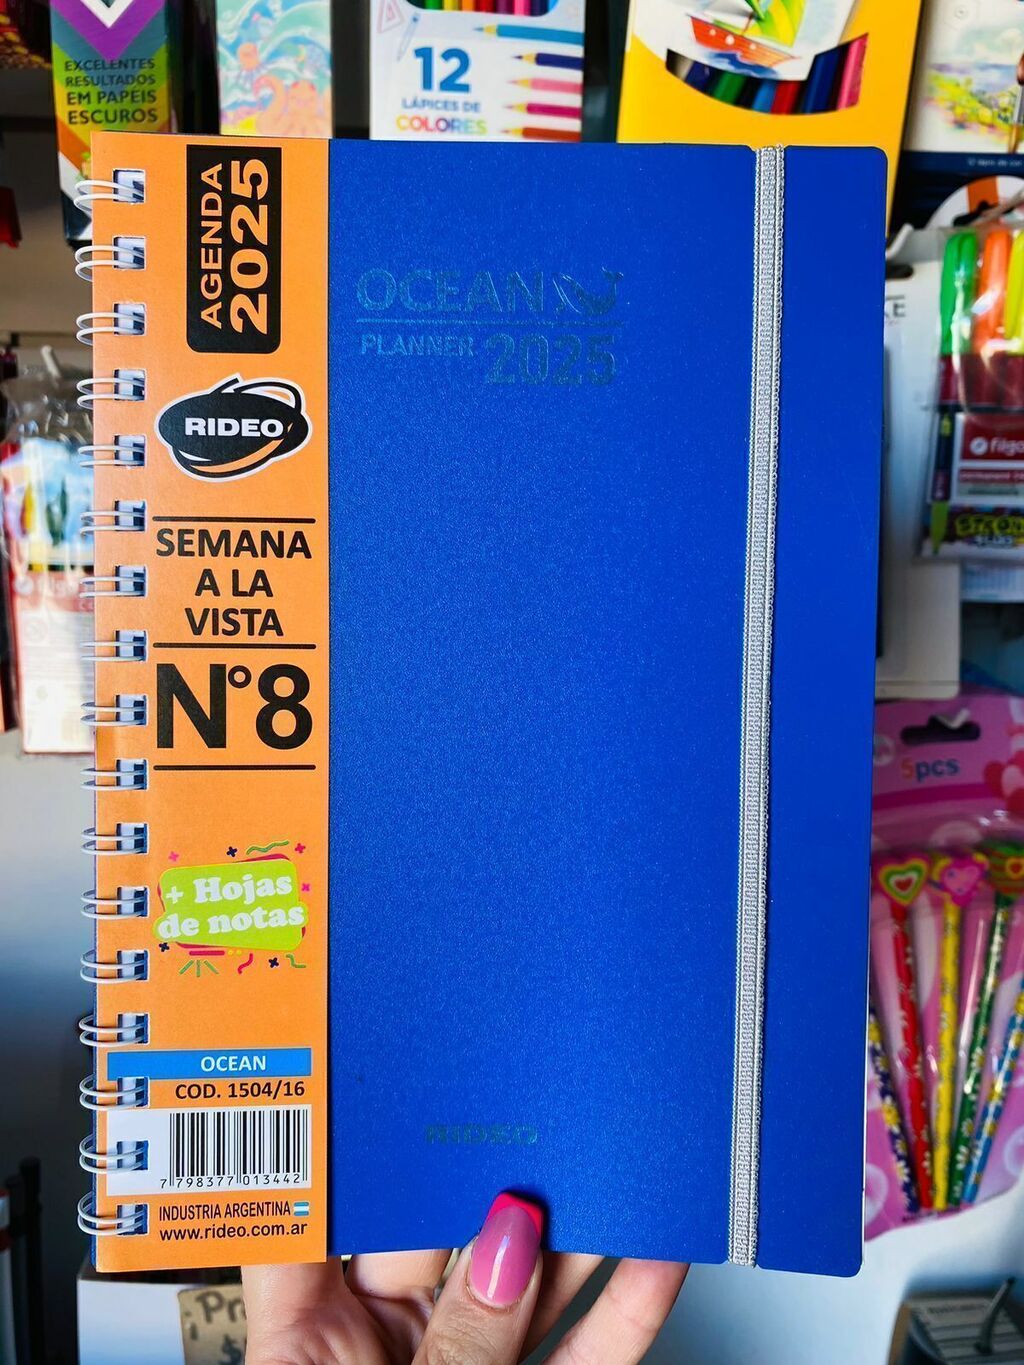 EXCELENTES
RESULTADOS
EM PAPÉIS
ESCUROS
12
LÁPICES DE
COLORES
AGENDA
2025
RIDEO
SEMANA
A LA
VISTA
N°8
+ Hojas
de notas
OCEAN
COD. 1504/16
7 798377 013442
INDUSTRIA ARGENTINA
www.rideo.com.ar
OCEAN
PLANNER 2025
RIDEO
5pcs